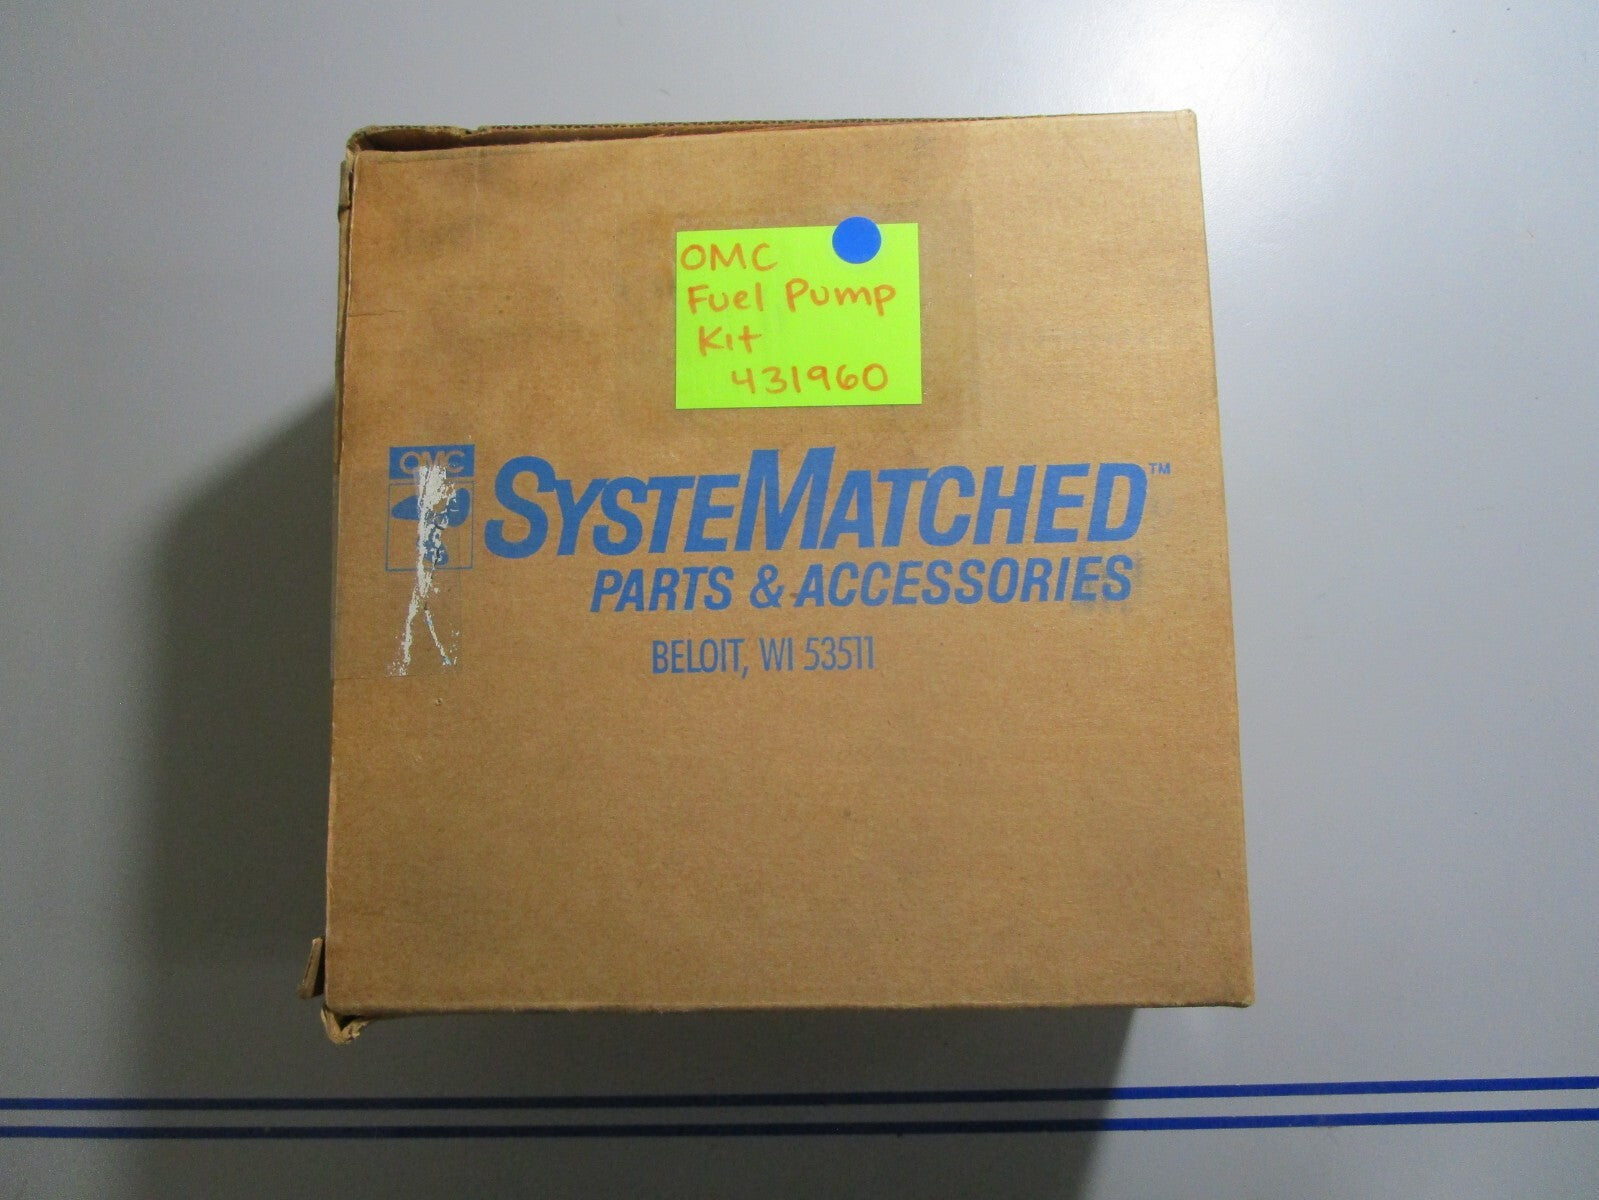 OMC
Fuel Pump
Kit
431960
OMC
SYSTEMATCHED™
PARTS & ACCESSORIES
BELOIT, WI 53511